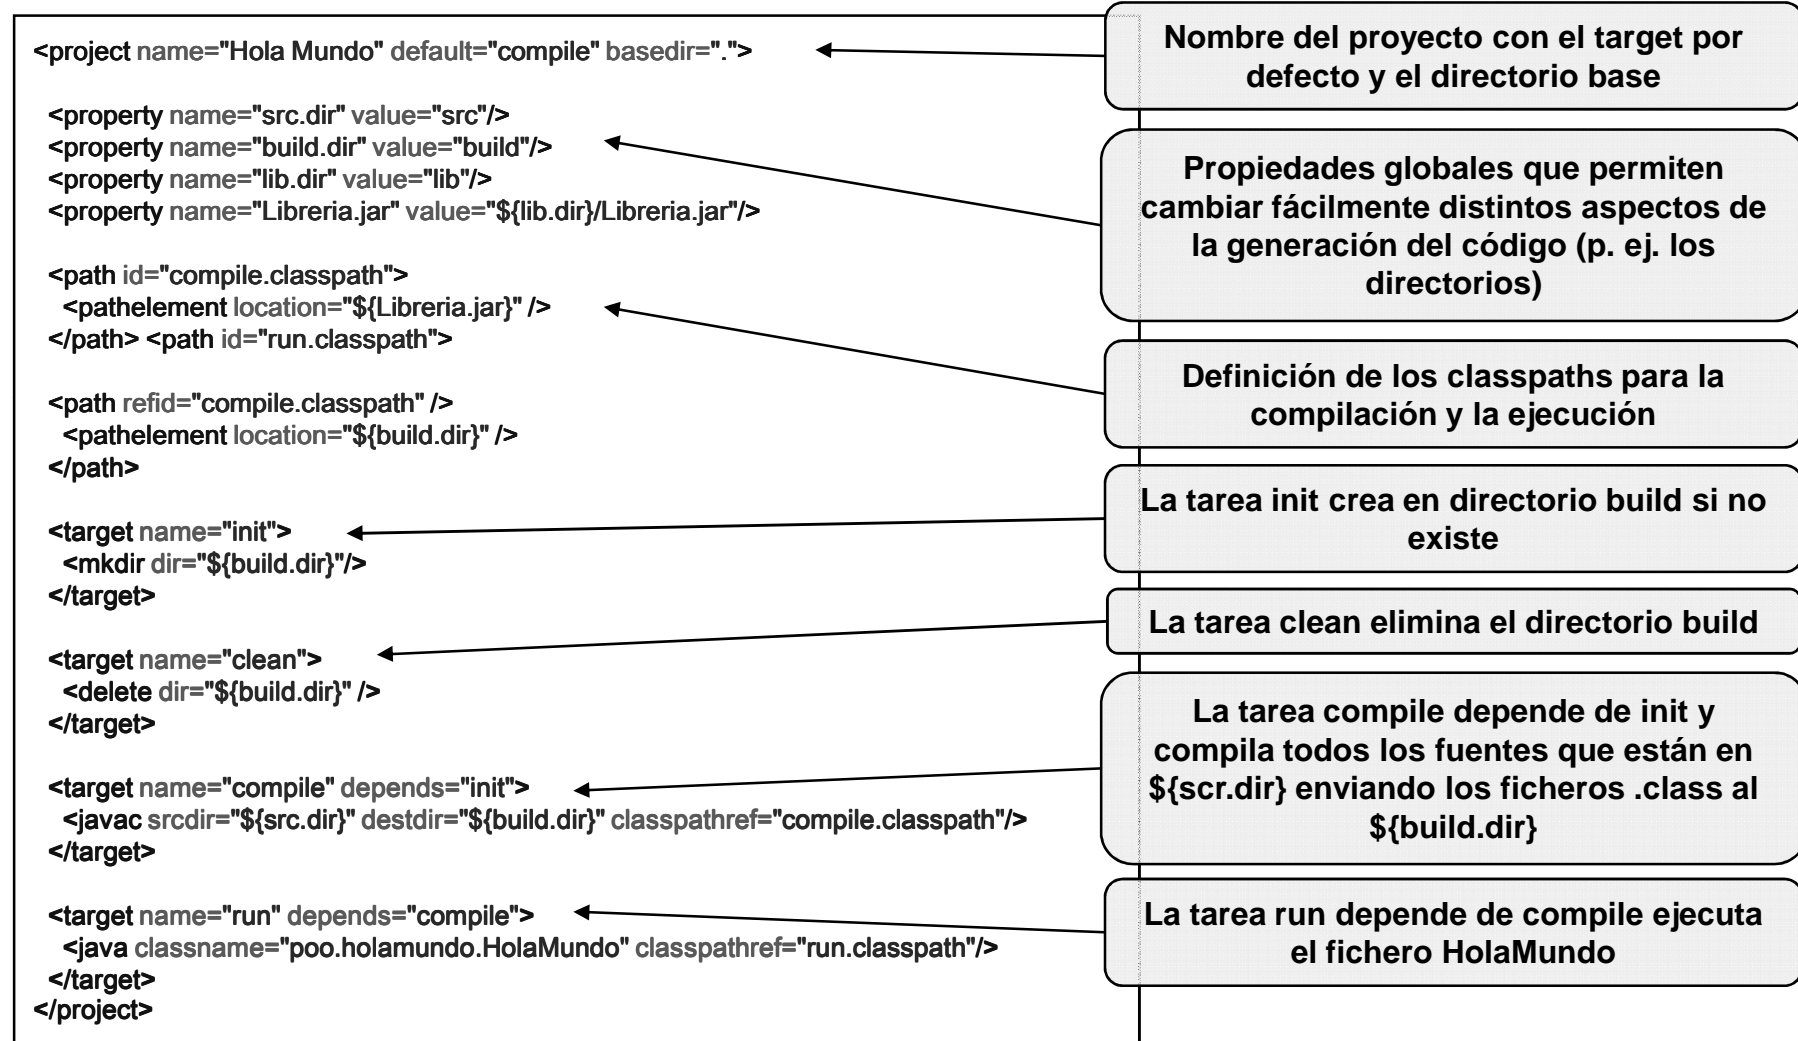 <project name="Hola Mundo" default="compile" basedir=".">
<property name="src.dir" value="src"/>
<property name="build.dir" value="build"/>
<property name="lib.dir" value="lib"/>
<property name="Libreria.jar" value="${lib.dir}/Libreria.jar"/>
<path id="compile.classpath">
<pathelement location="${Libreria.jar}" />
</path> <path id="run.classpath">
<path refid="compile.classpath" />
<pathelement location="${build.dir}" />
</path>
<target name="init">
<mkdir dir="${build.dir}"/>
</target>
<target name="clean">
<delete dir="${build.dir}" />
</target>
<target name="compile" depends="init">
<javac srcdir="${src.dir}" destdir="${build.dir}" classpathref="compile.classpath"/>
</target>
<target name="run" depends="compile">
<java classname="poo.holamundo.HolaMundo" classpathref="run.classpath"/>
</target>
</project>
Nombre del proyecto con el target por
defecto y el directorio base
Propiedades globales que permiten
cambiar fácilmente distintos aspectos de
la generación del código (p. ej. los
directorios)
Definición de los classpaths para la
compilación y la ejecución
La tarea init crea en directorio build si no
existe
La tarea clean elimina el directorio build
La tarea compile depende de init y
compila todos los fuentes que están en
${scr.dir} enviando los ficheros .class al
${build.dir}
La tarea run depende de compile ejecuta
el fichero HolaMundo